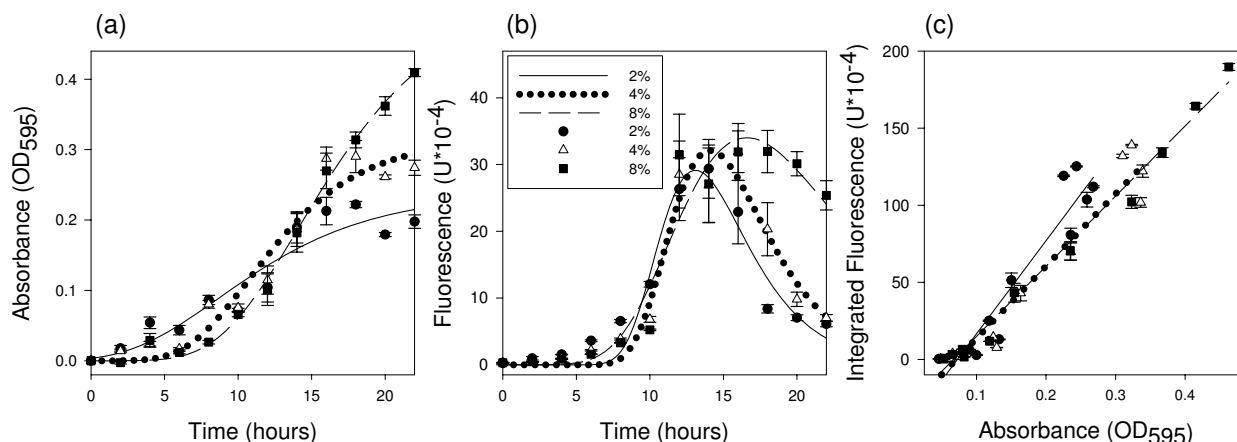 (a)
(b)
(c)
Absorbance (OD595)
0.4
0.3
0.2
0.1
0.0
0 5 10 15 20
Time (hours)
Fluorescence (U*10-4)
40
30
20
10
0
2%
4%
8%
2%
4%
8%
0 5 10 15 20
Time (hours)
Integrated Fluorescence (U*10-4)
200
150
100
50
0
0.1 0.2 0.3 0.4
Absorbance (OD595)